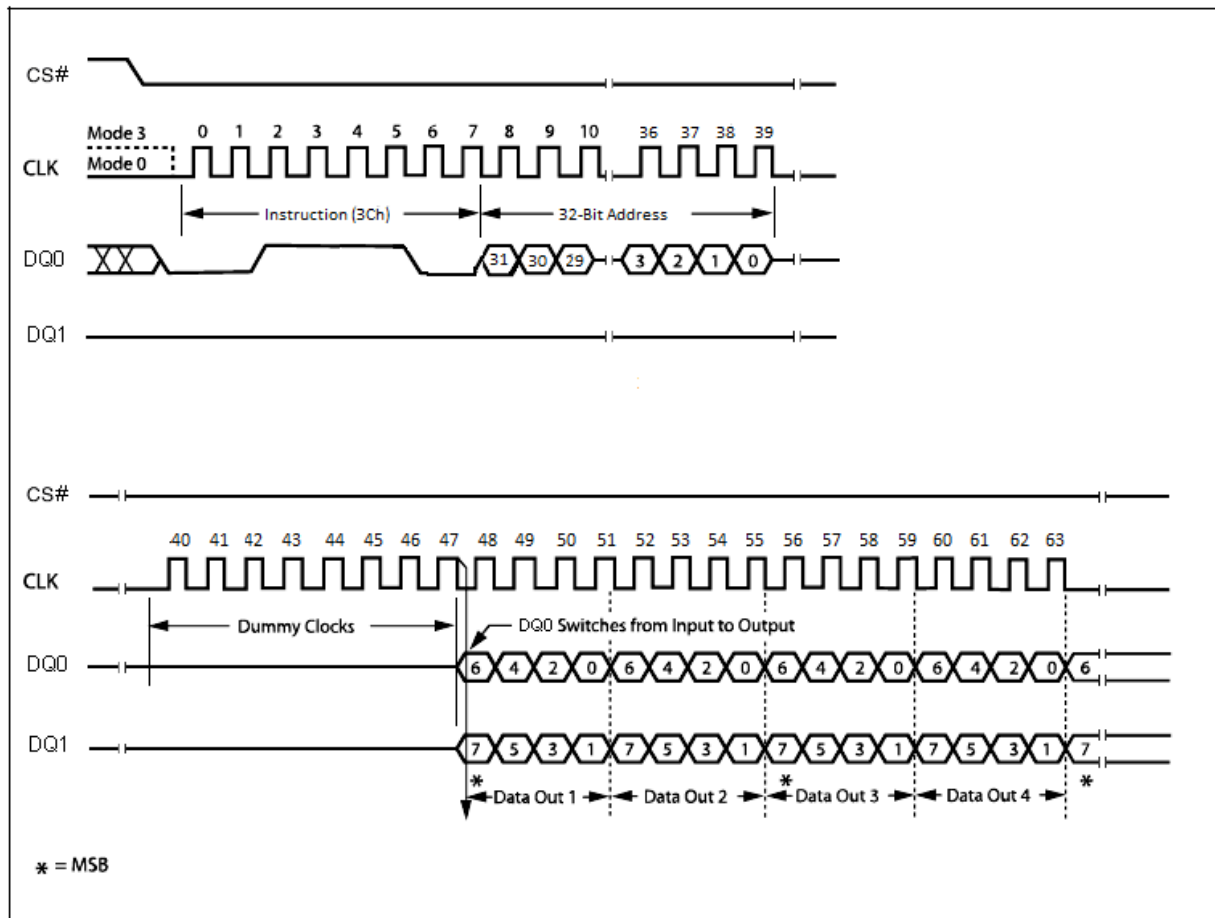 CS#
Mode 3 0 1 2 3 4 5 6 7 8 9 10 36 37 38 39
Mode 0
CLK
Instruction (3Ch) 32-Bit Address
DQ0 31 30 29 3 2 1 0
DQ1
CS#
40 41 42 43 44 45 46 47 48 49 50 51 52 53 54 55 56 57 58 59 60 61 62 63
CLK
Dummy Clocks DQ0 Switches from Input to Output
DQ0 6 4 2 0 6 4 2 0 6 4 2 0 6 4 2 0 6
DQ1 7 5 3 1 7 5 3 1 7 5 3 1 7 5 3 1 7
* * *
Data Out 1 Data Out 2 Data Out 3 Data Out 4
* = MSB